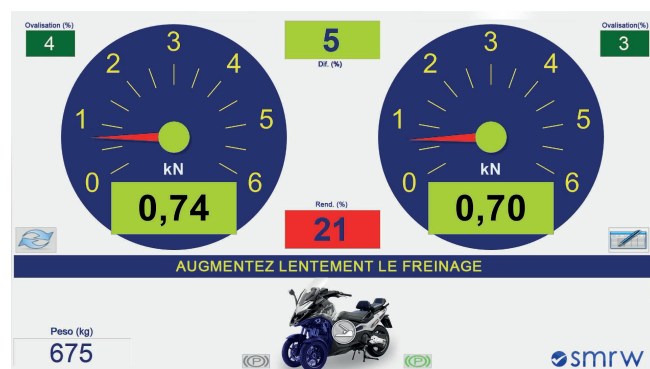 Ovalisation (%)
4
5
Dif. (%)
Ovalisation(%)
3
0
1
2
3
4
5
6
kN
0,74
0
1
2
3
4
5
6
kN
0,70
Rend. (%)
21
AUGMENTEZ LENTEMENT LE FREINAGE
Peso (kg)
675
(P)
(P)
smrw